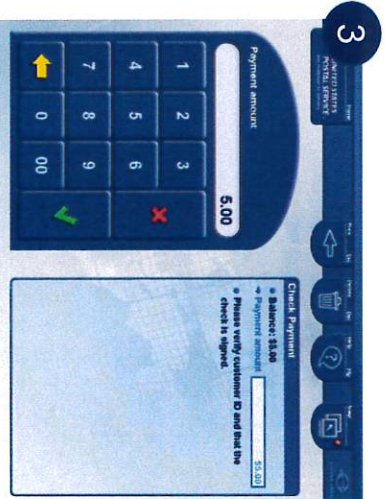 3
UNITED STATES
POSTAL SERVICE
Payment amount
5.00
1 2 3
4 5 6
7 8 9
0 00
Check Payment
Balance: $5.00
Payment amount $5.00
Please verify customer ID and that the
check is signed.